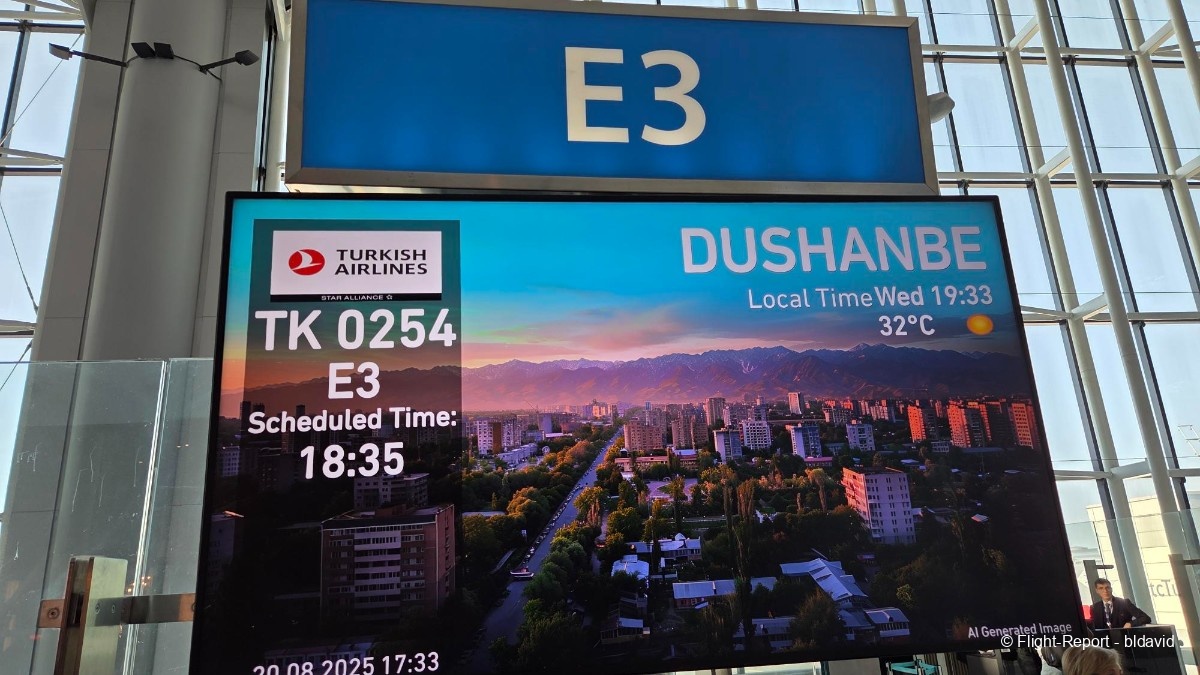 E3
TURKISH
AIRLINES
STAR ALLIANCE
TK 0254
E3
Scheduled Time:
18:35
DUSHANBE
Local Time Wed 19:33
32°C
20.08.2025 17:33
AI Generated Image
© Flight-Report - bldavid